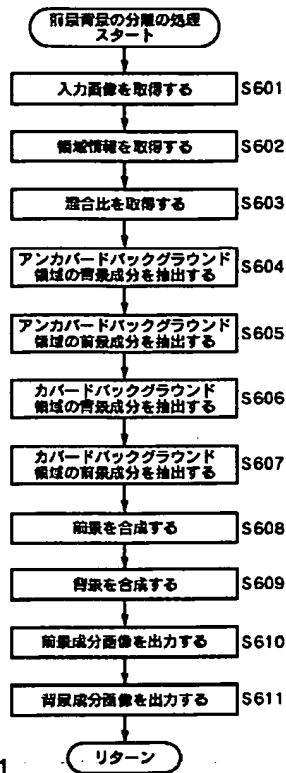 前景背景の分離の処理
スタート
入力画像を取得する
S601
領域情報を取得する
S602
混合比を取得する
S603
アンカバードバックグラウンド
領域の背景成分を抽出する
S604
アンカバードバックグラウンド
領域の前景成分を抽出する
S605
カバードバックグラウンド
領域の背景成分を抽出する
S606
カバードバックグラウンド
領域の前景成分を抽出する
S607
前景を合成する
S608
背景を合成する
S609
前景成分画像を出力する
S610
背景成分画像を出力する
S611
リターン
1